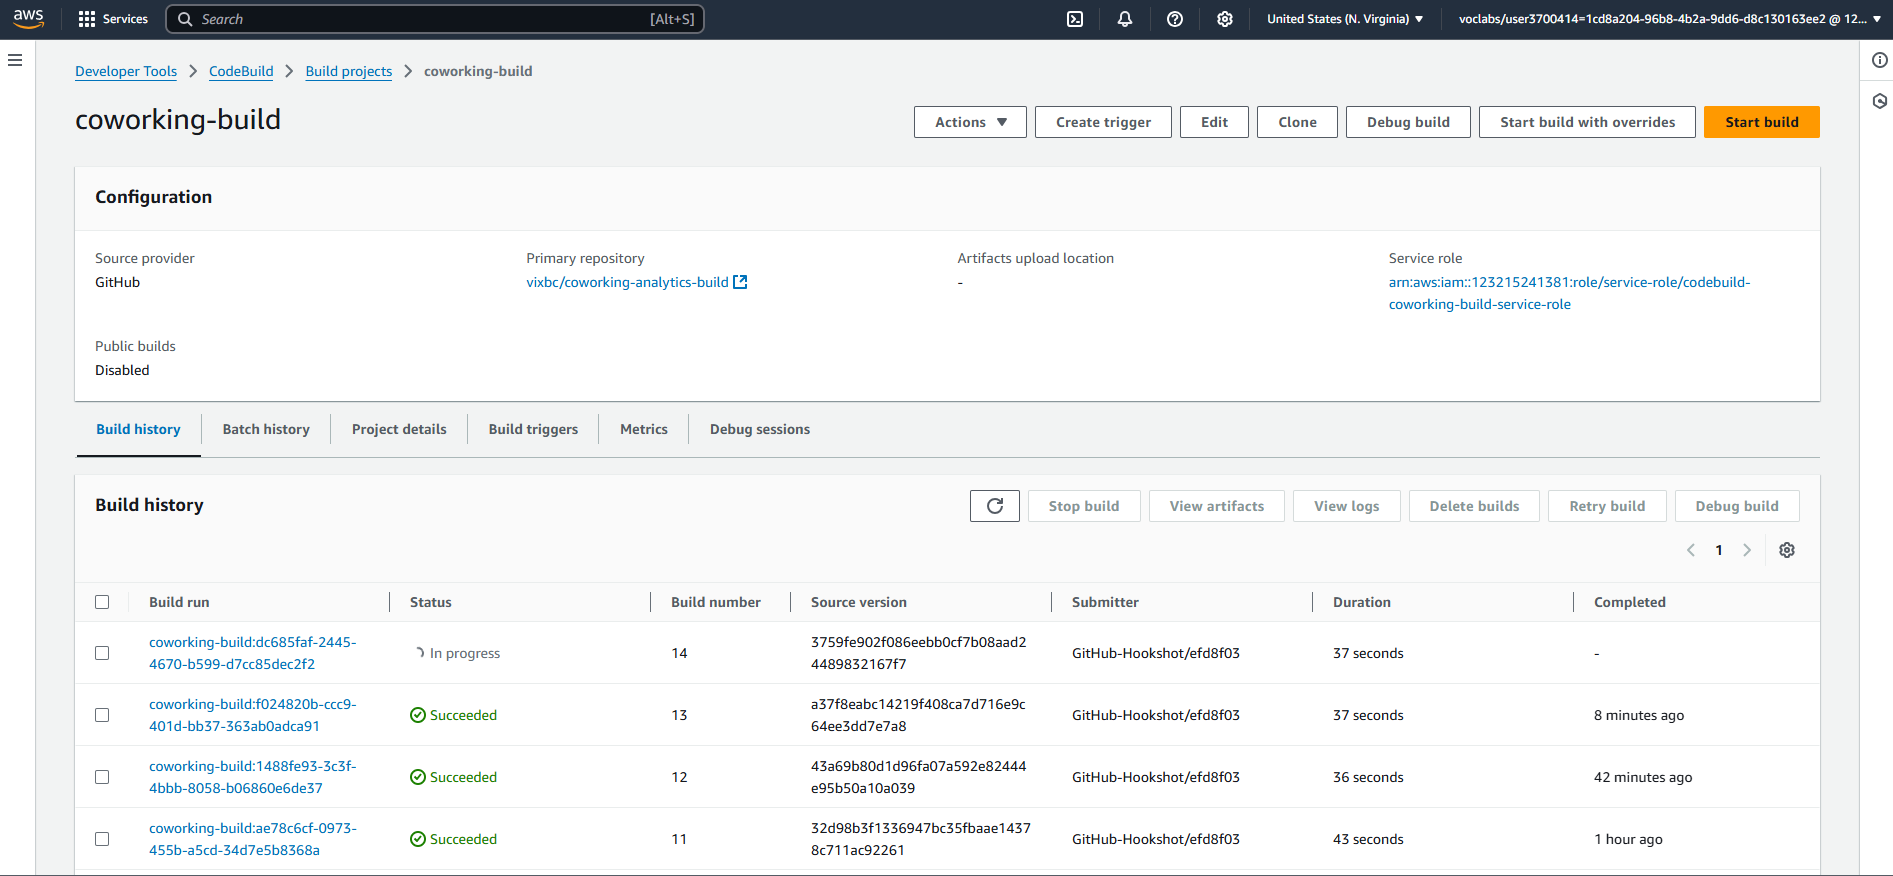 aws
Services
Search
[Alt+S]
United States (N. Virginia)
voclabs/user3700414=1cd8a204-96b8-4b2a-9dd6-d8c130163ee2 @ 12...
Developer Tools
CodeBuild
Build projects
coworking-build
coworking-build
Actions
Create trigger
Edit
Clone
Debug build
Start build with overrides
Start build
Configuration
Source provider
GitHub
Primary repository
vixbc/coworking-analytics-build
Artifacts upload location
-
Service role
arn:aws:iam::123215241381:role/service-role/codebuild-
coworking-build-service-role
Public builds
Disabled
Build history
Batch history
Project details
Build triggers
Metrics
Debug sessions
Build history
Stop build
View artifacts
View logs
Delete builds
Retry build
Debug build
1
Build run
Status
Build number
Source version
Submitter
Duration
Completed
coworking-build:dc685faf-2445-
4670-b599-d7cc85dec2f2
In progress
14
3759fe902f086eebb0cf7b08aad2
4489832167f7
GitHub-Hookshot/efd8f03
37 seconds
-
coworking-build:f024820b-ccc9-
401d-bb37-363ab0adca91
Succeeded
13
a37f8eabc14219f408ca7d716e9c
64ee3dd7e7a8
GitHub-Hookshot/efd8f03
37 seconds
8 minutes ago
coworking-build:1488fe93-3c3f-
4bbb-8058-b06860e6de37
Succeeded
12
43a69b80d1d96fa07a592e82444
e95b50a10a039
GitHub-Hookshot/efd8f03
36 seconds
42 minutes ago
coworking-build:ae78c6cf-0973-
455b-a5cd-34d7e5b8368a
Succeeded
11
32d98b3f1336947bc35fbaae1437
8c711ac92261
GitHub-Hookshot/efd8f03
43 seconds
1 hour ago